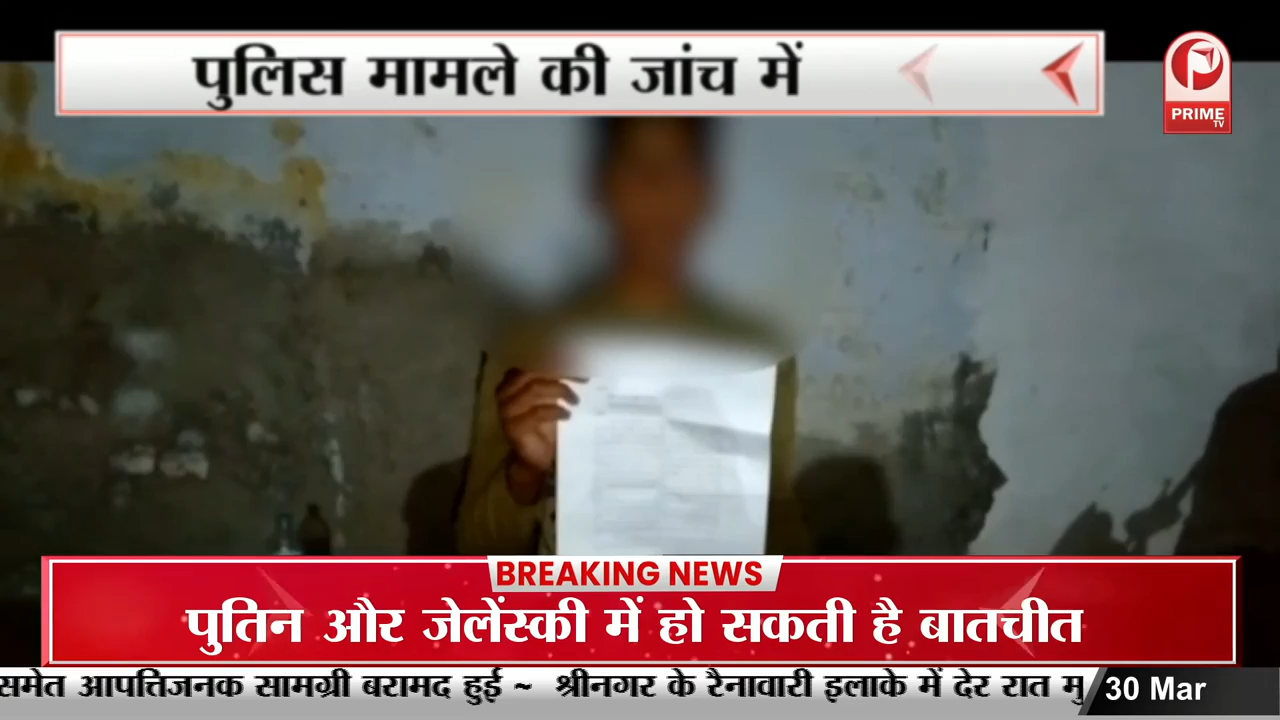 पुलिस मामले की जांच में
PRIME
TV
BREAKING NEWS
पुतिन और जेलेंस्की में हो सकती है बातचीत
समेत आपत्तिजनक सामग्री बरामद हुई ~ श्रीनगर के रैनावारी इलाके में देर रात मु
30 Mar